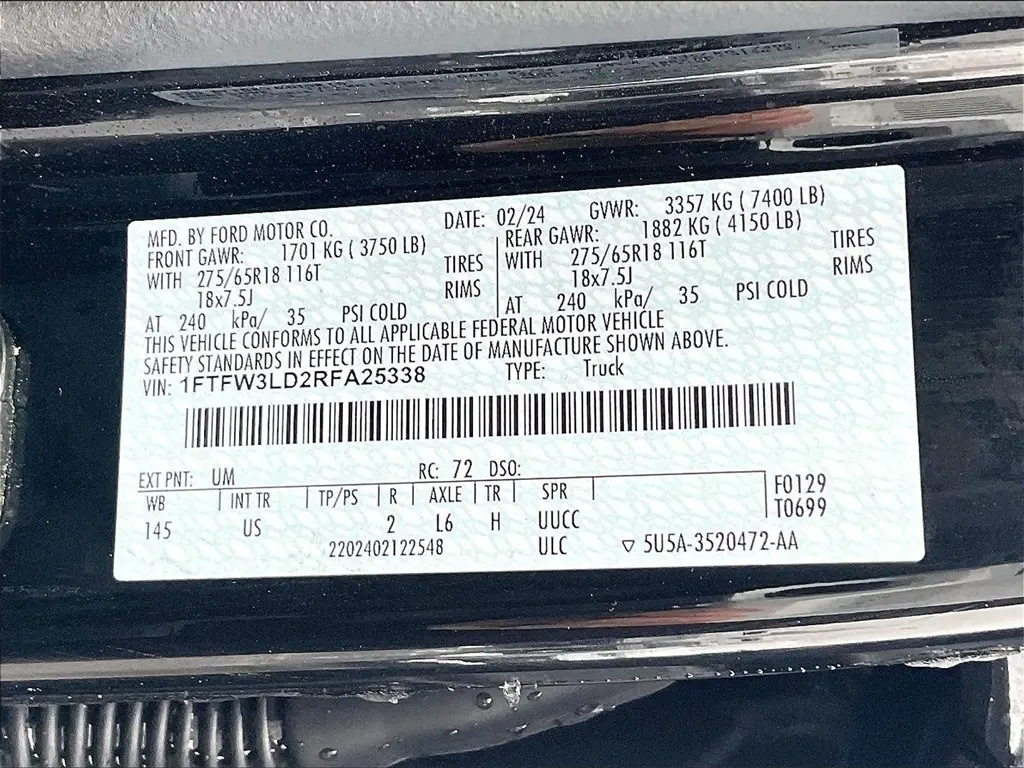 MFD. BY FORD MOTOR CO. DATE: 02/24 GVWR: 3357 KG ( 7400 LB)
FRONT GAWR: 1701 KG ( 3750 LB) REAR GAWR: 1882 KG ( 4150 LB)
WITH 275/65R18 116T TIRES WITH 275/65R18 116T TIRES
18x7.5J RIMS 18x7.5J RIMS
AT 240 kPa/ 35 PSI COLD AT 240 kPa/ 35 PSI COLD
THIS VEHICLE CONFORMS TO ALL APPLICABLE FEDERAL MOTOR VEHICLE
SAFETY STANDARDS IN EFFECT ON THE DATE OF MANUFACTURE SHOWN ABOVE.
VIN: 1FTFW3LD2RFA25338 TYPE: Truck
EXT PNT: UM RC: 72 DSO:
WB INT TR TP/PS R AXLE TR SPR F0129
145 US 2 L6 H UUCC T0699
2202402122548 ULC ▽ 5U5A-3520472-AA